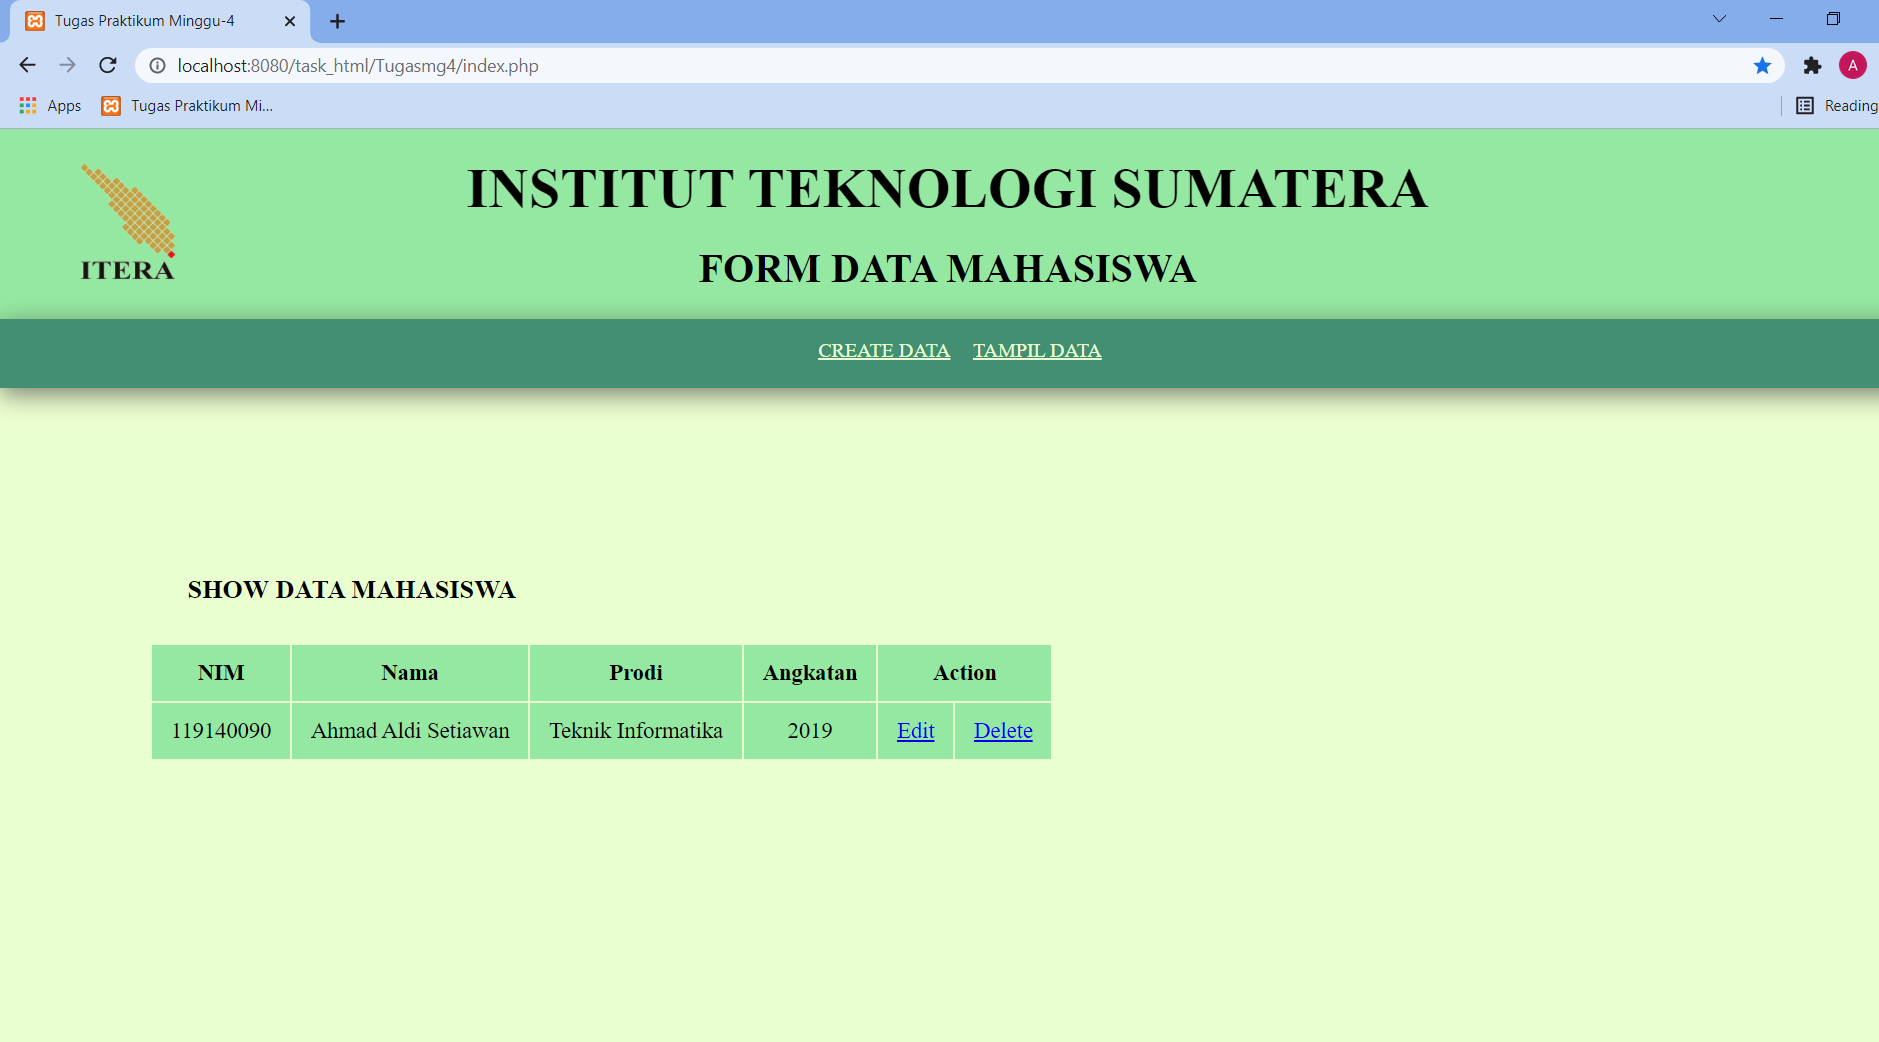 Tugas Praktikum Minggu-4
localhost:8080/task_html/Tugasmg4/index.php
A
Apps Tugas Praktikum Mi... Reading
INSTITUT TEKNOLOGI SUMATERA
ITERA
FORM DATA MAHASISWA
CREATE DATA TAMPIL DATA
SHOW DATA MAHASISWA
NIM Nama Prodi Angkatan Action
119140090 Ahmad Aldi Setiawan Teknik Informatika 2019 Edit Delete